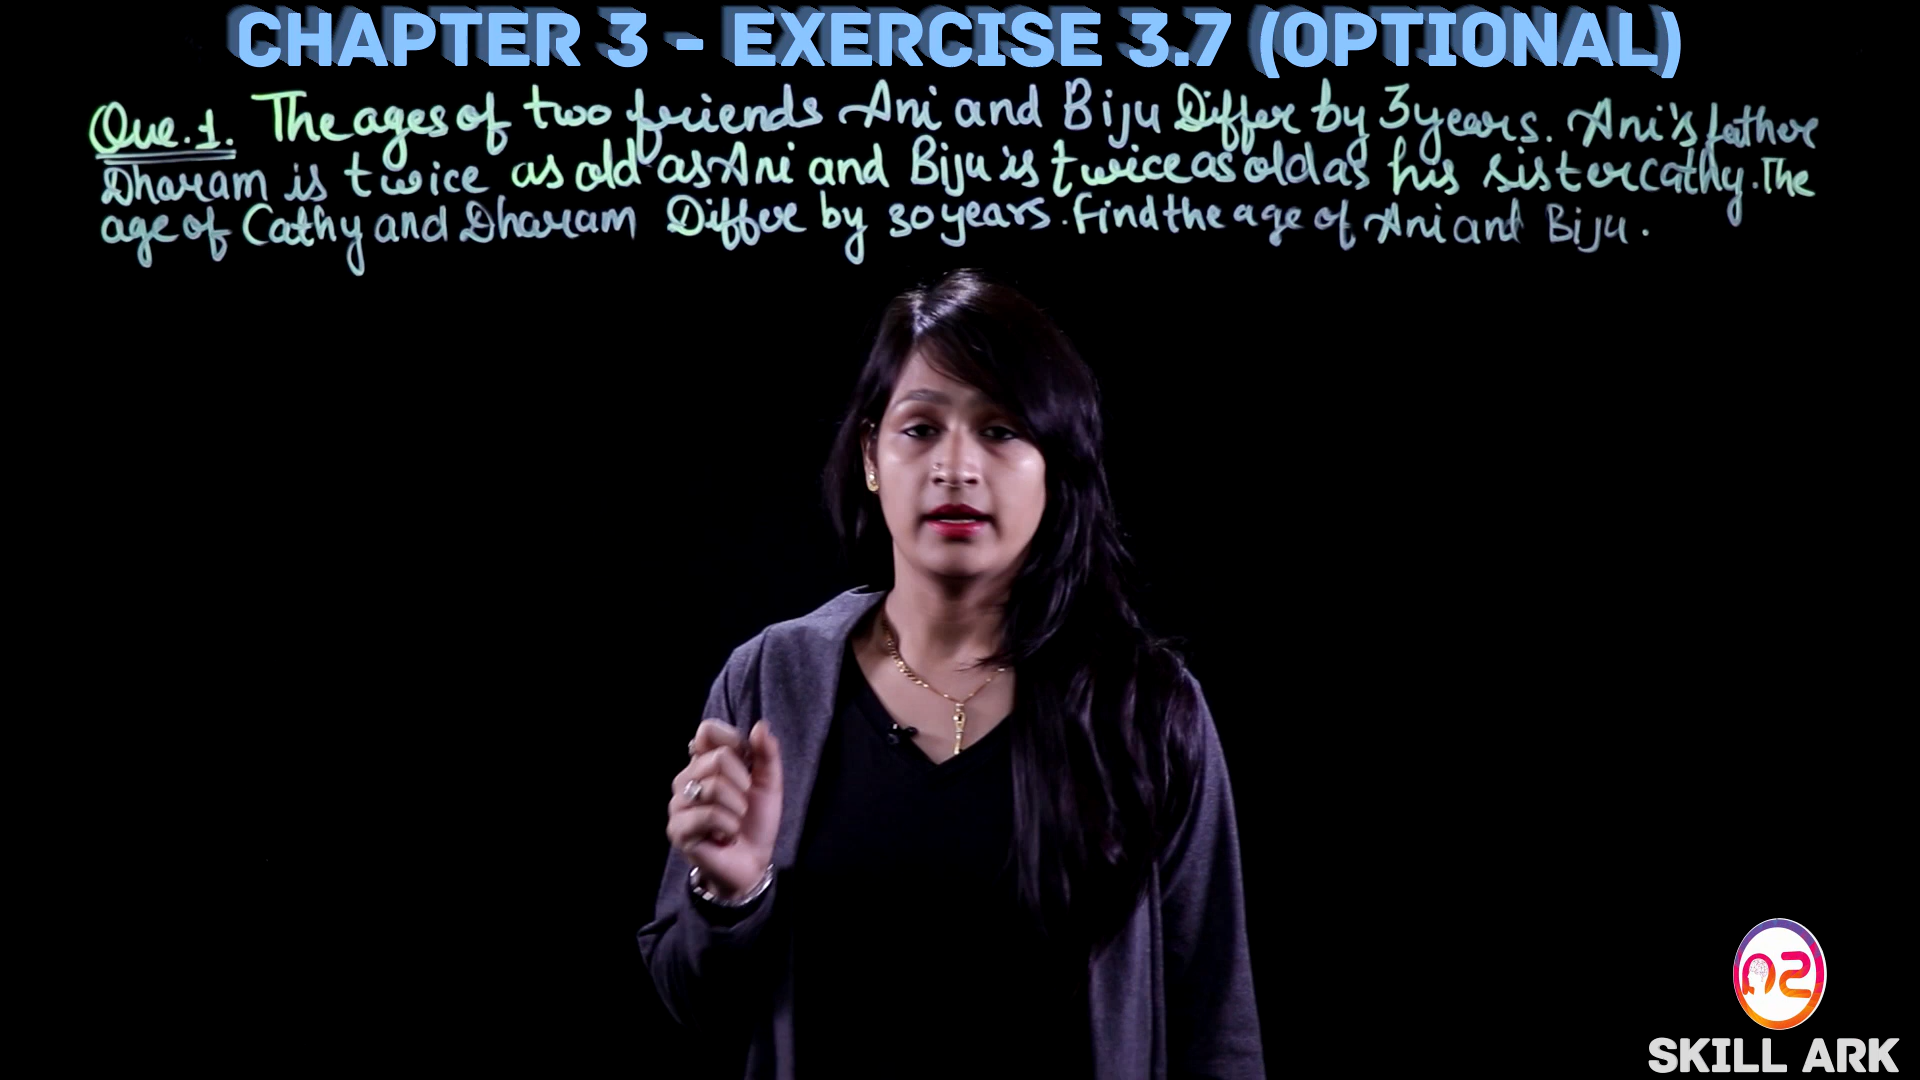 CHAPTER 3 - EXERCISE 3.7 (OPTIONAL)
Que.1. The ages of two friends Ani and Biju Differ by 3 years. Ani's father
Dharam is twice as old as Ani and Biju is twice as old as his sister Cathy. The
age of Cathy and Dharam Differ by 30 years. Find the age of Ani and Biju.
SKILL ARK